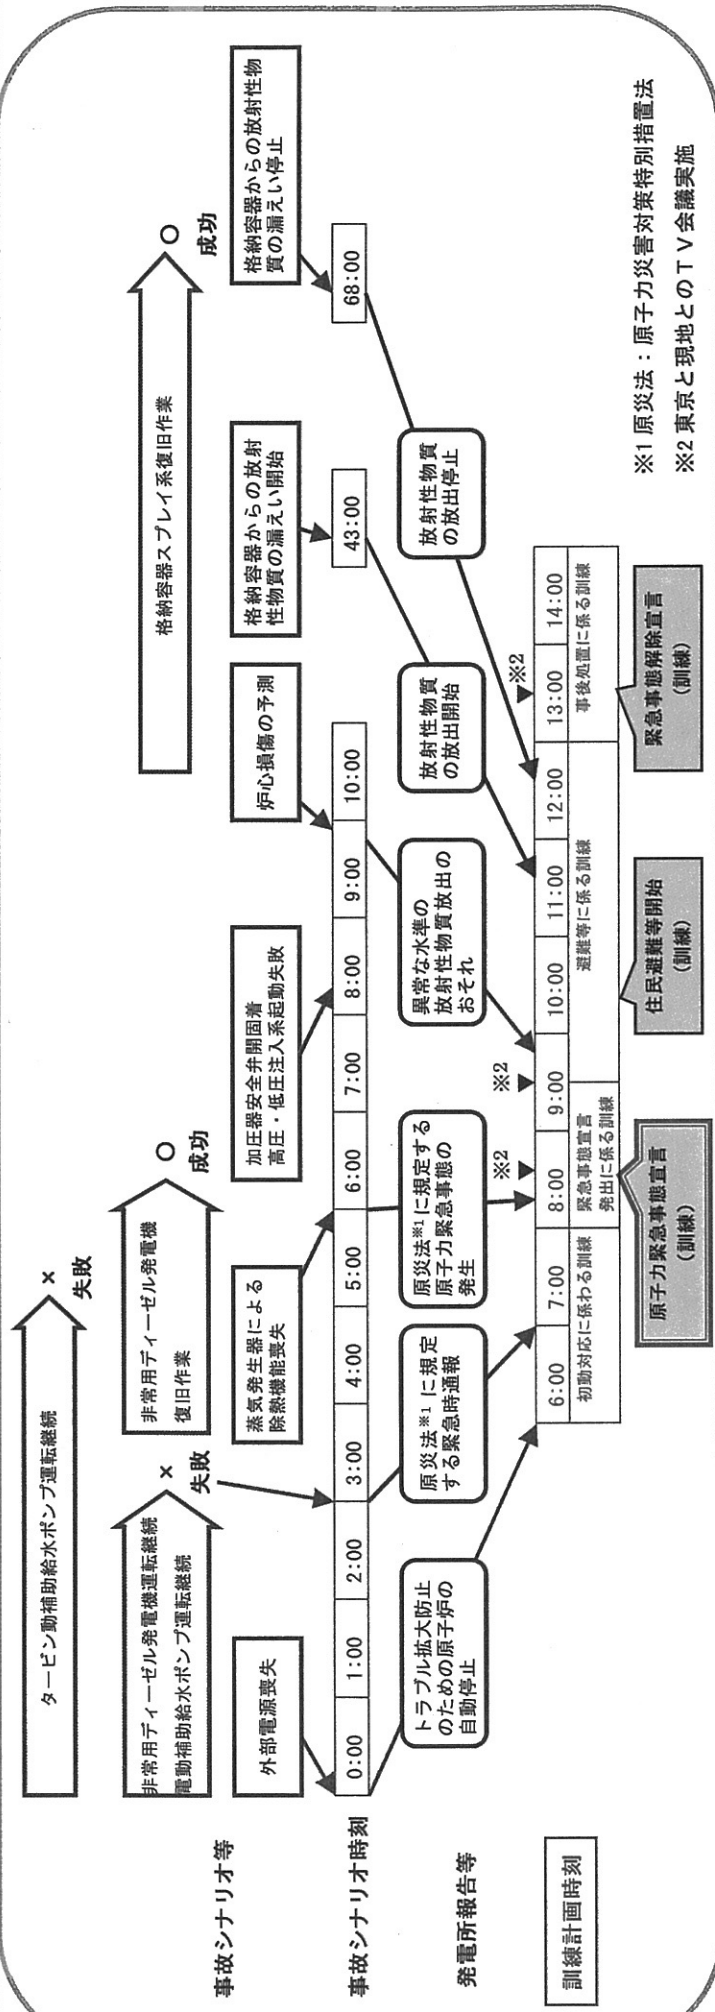 タービン動補助給水ポンプ運転継続
×
失敗
非常用ディーゼル発電機運転継続
電動補助給水ポンプ運転継続
×
失敗
非常用ディーゼル発電機
復旧作業
○
成功
格納容器スプレイ系復旧作業
○
成功
事故シナリオ等
外部電源喪失
蒸気発生器による
除熱機能喪失
加圧器安全弁開固着
高圧・低圧注入系起動失敗
炉心損傷の予測
格納容器からの放射
性物質の漏えい開始
格納容器からの放射性物
質の漏えい停止
事故シナリオ時刻
0:00 1:00 2:00 3:00 4:00 5:00 6:00 7:00 8:00 9:00 10:00 43:00 68:00
発電所報告等
トラブル拡大防止
のための原子炉の
自動停止
原災法※1に規定
する緊急時通報
原災法※1に規定する
原子力緊急事態の
発生
異常な水準の
放射性物質放出の
おそれ
放射性物質
の放出開始
放射性物質
の放出停止
※2
※2
※2
訓練計画時刻
6:00 7:00 8:00 9:00 10:00 11:00 12:00 13:00 14:00
初動対応に係わる訓練
緊急事態宣言
発出に係る訓練
避難等に係る訓練
事後処置に係る訓練
原子力緊急事態宣言
(訓練)
住民避難等開始
(訓練)
緊急事態解除宣言
(訓練)
※1 原災法：原子力災害対策特別措置法
※2 東京と現地とのTV会議実施